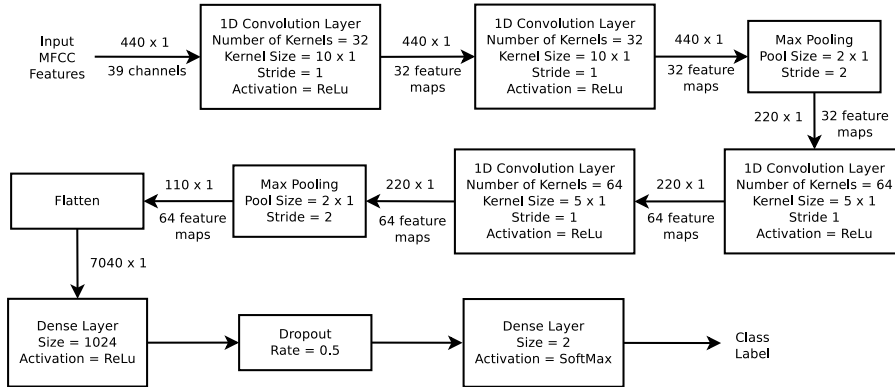 Input
MFCC
Features
440 x 1
39 channels
1D Convolution Layer
Number of Kernels = 32
Kernel Size = 10 x 1
Stride = 1
Activation = ReLu
440 x 1
32 feature
maps
1D Convolution Layer
Number of Kernels = 32
Kernel Size = 10 x 1
Stride = 1
Activation = ReLu
440 x 1
32 feature
maps
Max Pooling
Pool Size = 2 x 1
Stride = 2
220 x 1
32 feature
maps
1D Convolution Layer
Number of Kernels = 64
Kernel Size = 5 x 1
Stride 1
Activation = ReLu
220 x 1
64 feature
maps
1D Convolution Layer
Number of Kernels = 64
Kernel Size = 5 x 1
Stride = 1
Activation = ReLu
220 x 1
64 feature
maps
Max Pooling
Pool Size = 2 x 1
Stride = 2
110 x 1
64 feature
maps
Flatten
7040 x 1
Dense Layer
Size = 1024
Activation = ReLu
Dropout
Rate = 0.5
Dense Layer
Size = 2
Activation = SoftMax
Class
Label